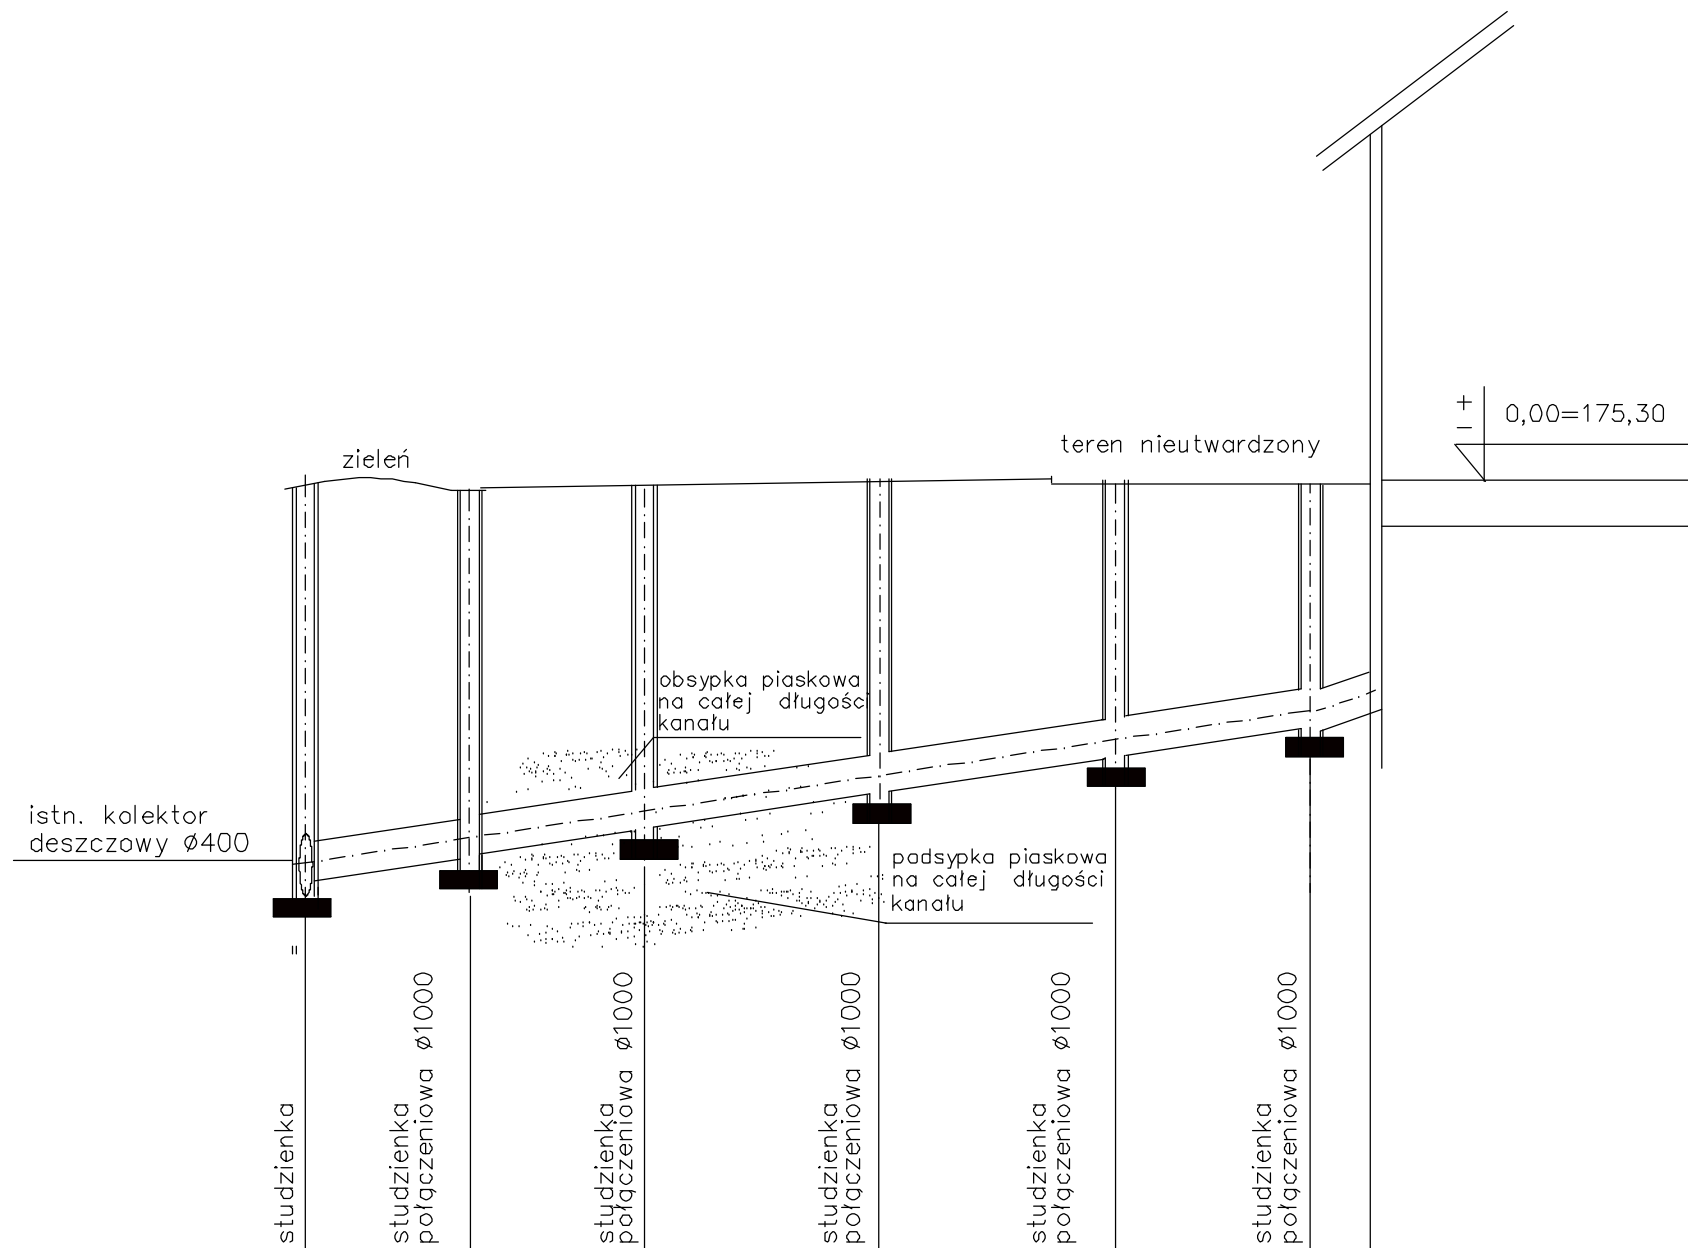 0,00=175,30
teren nieutwardzony
zieleń
obsypka piaskowa
na całej długości
kanału
istn. kolektor
deszczowy Ø400
padsypka piaskowa
na całej długości
kanału
studzienka
studzienka
połączeniowa Ø1000
studzienka
połączeniowa Ø1000
studzienka
połączeniowa Ø1000
studzienka
połączeniowa Ø1000
studzienka
połączeniowa Ø1000